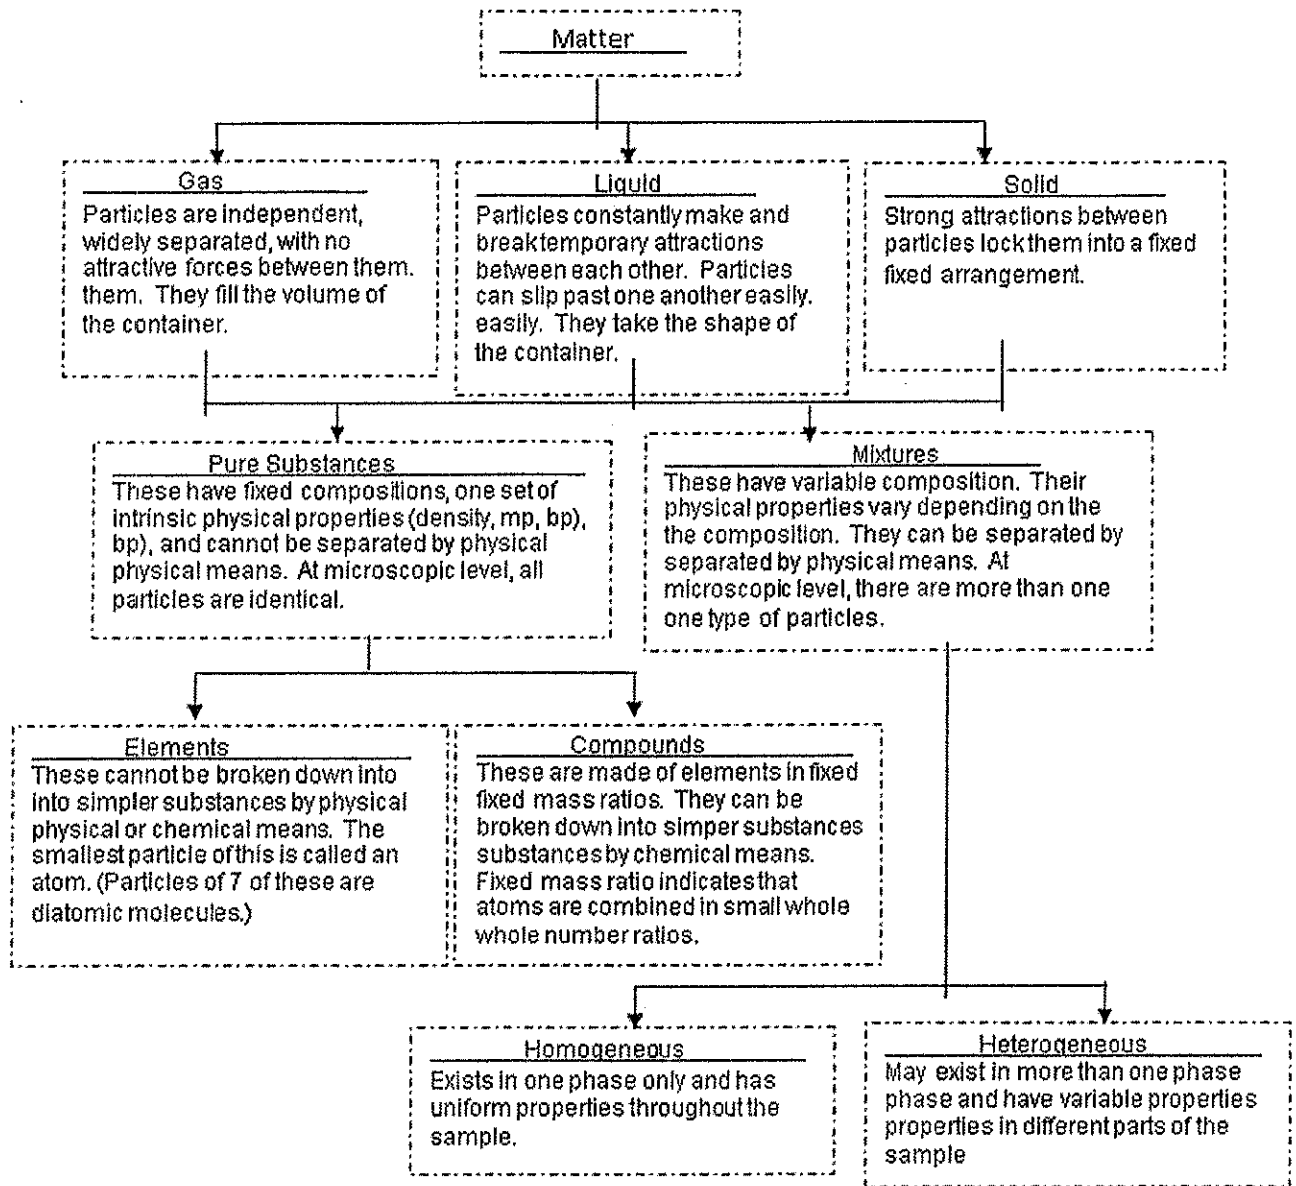 Matter
Gas
Particles are independent,
widely separated, with no
attractive forces between them.
them. They fill the volume of
the container.
Liquid
Particles constantly make and
break temporary attractions
between each other. Particles
can slip past one another easily.
easily. They take the shape of
the container.
Solid
Strong attractions between
particles lock them into a fixed
fixed arrangement.
Pure Substances
These have fixed compositions, one set of
intrinsic physical properties (density, mp, bp),
bp), and cannot be separated by physical
physical means. At microscopic level, all
particles are identical.
Mixtures
These have variable composition. Their
physical properties vary depending on the
the composition. They can be separated by
separated by physical means. At
microscopic level, there are more than one
one type of particles.
Elements
These cannot be broken down into
into simpler substances by physical
physical or chemical means. The
smallest particle of this is called an
atom. (Particles of 7 of these are
diatomic molecules.)
Compounds
These are made of elements in fixed
fixed mass ratios. They can be
broken down into simper substances
substances by chemical means.
Fixed mass ratio indicates that
atoms are combined in small whole
whole number ratios.
Homogeneous
Exists in one phase only and has
uniform properties throughout the
sample.
Heterogeneous
May exist in more than one phase
phase and have variable properties
properties in different parts of the
sample